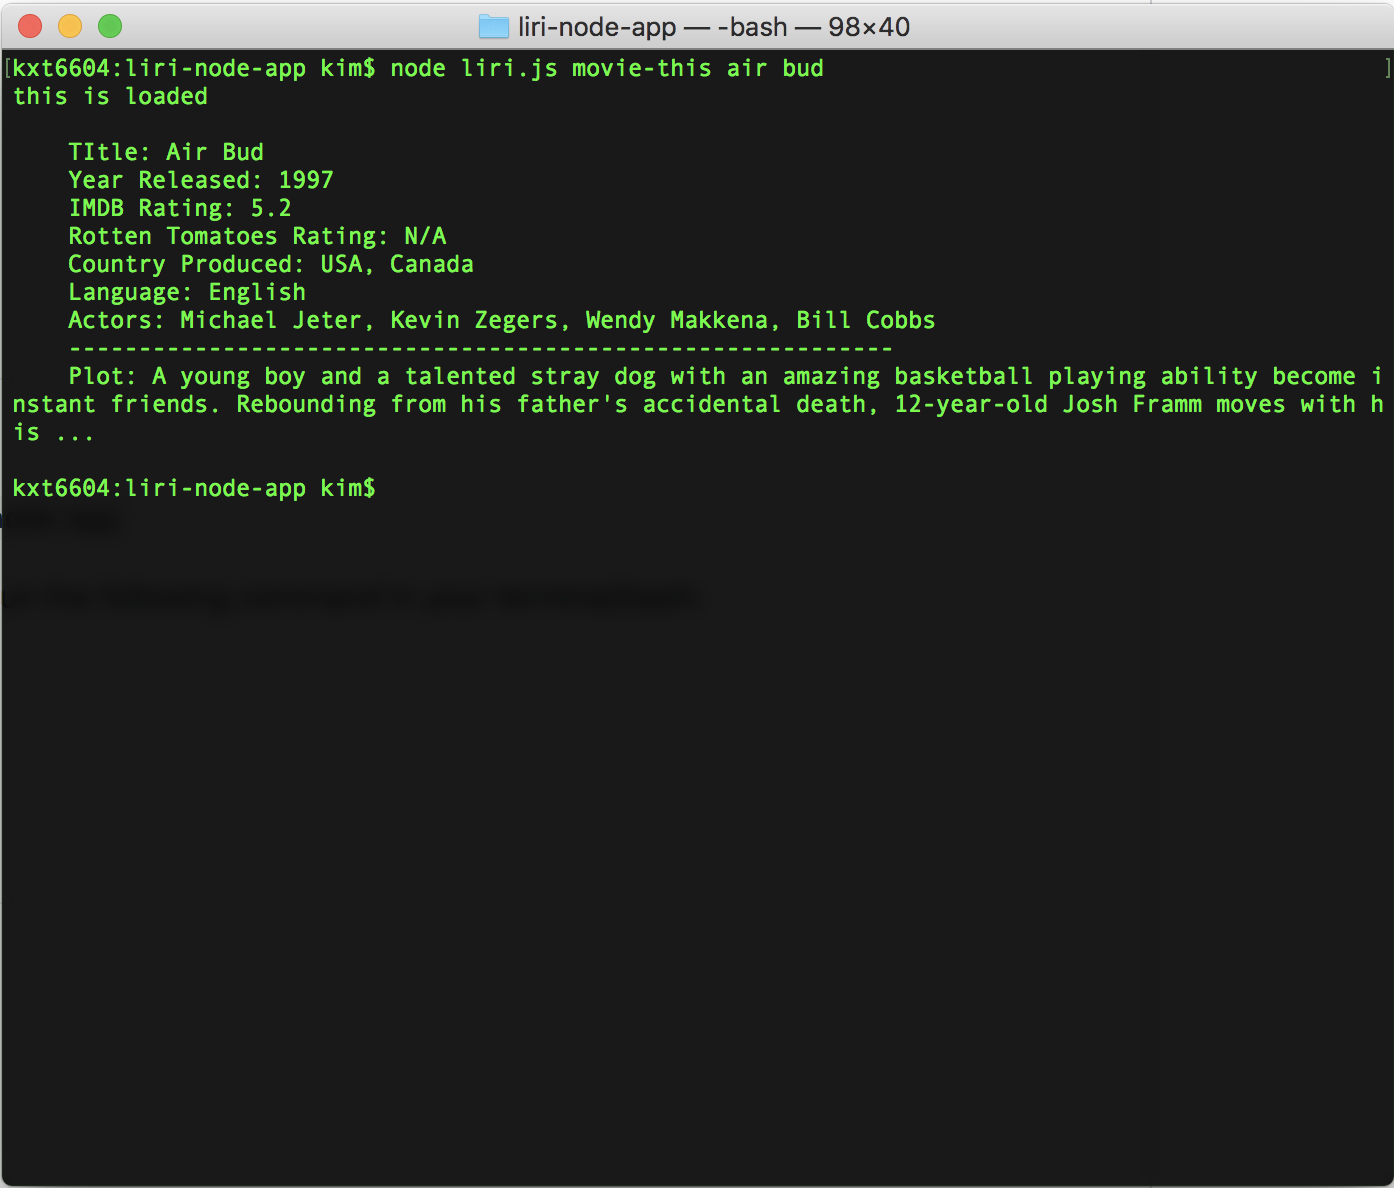 liri-node-app — -bash — 98×40
[kxt6604:liri-node-app kim$ node liri.js movie-this air bud ]
this is loaded
TItle: Air Bud
Year Released: 1997
IMDB Rating: 5.2
Rotten Tomatoes Rating: N/A
Country Produced: USA, Canada
Language: English
Actors: Michael Jeter, Kevin Zegers, Wendy Makkena, Bill Cobbs
-----------------------------------------------------------
Plot: A young boy and a talented stray dog with an amazing basketball playing ability become i
nstant friends. Rebounding from his father's accidental death, 12-year-old Josh Framm moves with h
is ...
kxt6604:liri-node-app kim$